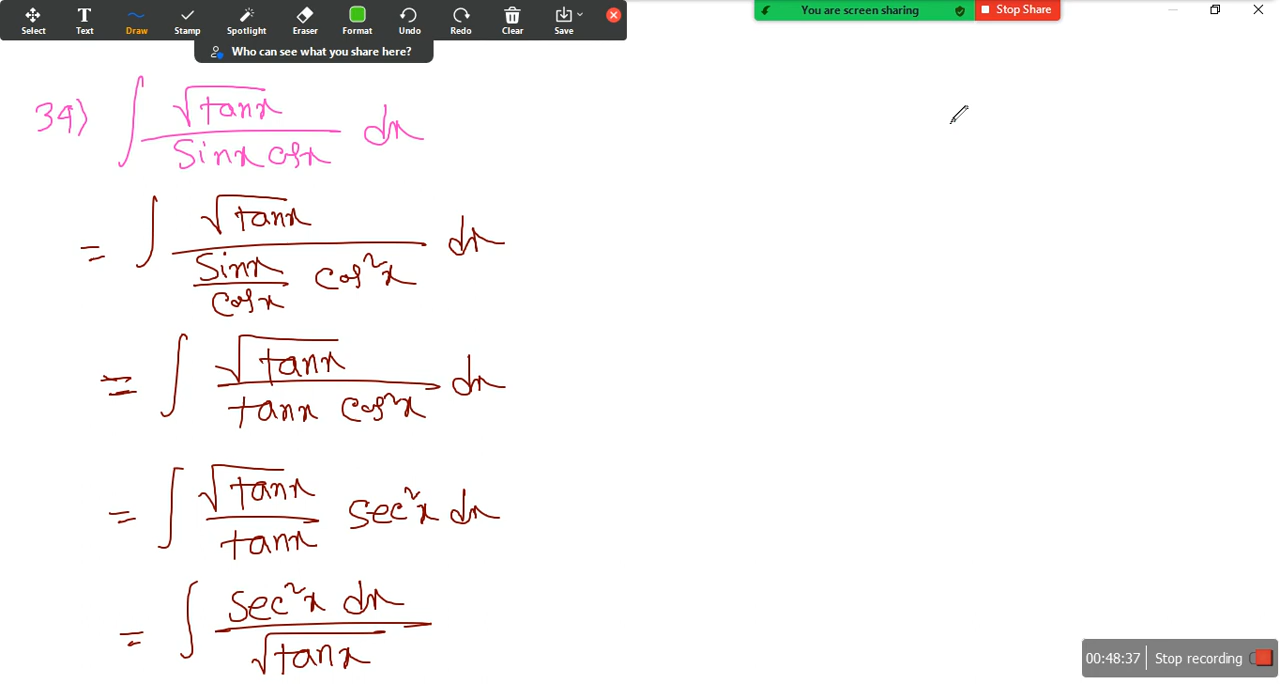 Select Text Draw Stamp Spotlight Eraser Format Undo Redo Clear Save
You are screen sharing Stop Share
Who can see what you share here?
34) ∫ √tanx / sinx cosx dx
= ∫ √tanx / (sinx/cosx cos²x) dx
= ∫ √tanx / tanx cos²x dx
= ∫ √tanx / tanx sec²x dx
= ∫ sec²x dx / √tanx
00:48:37 Stop recording